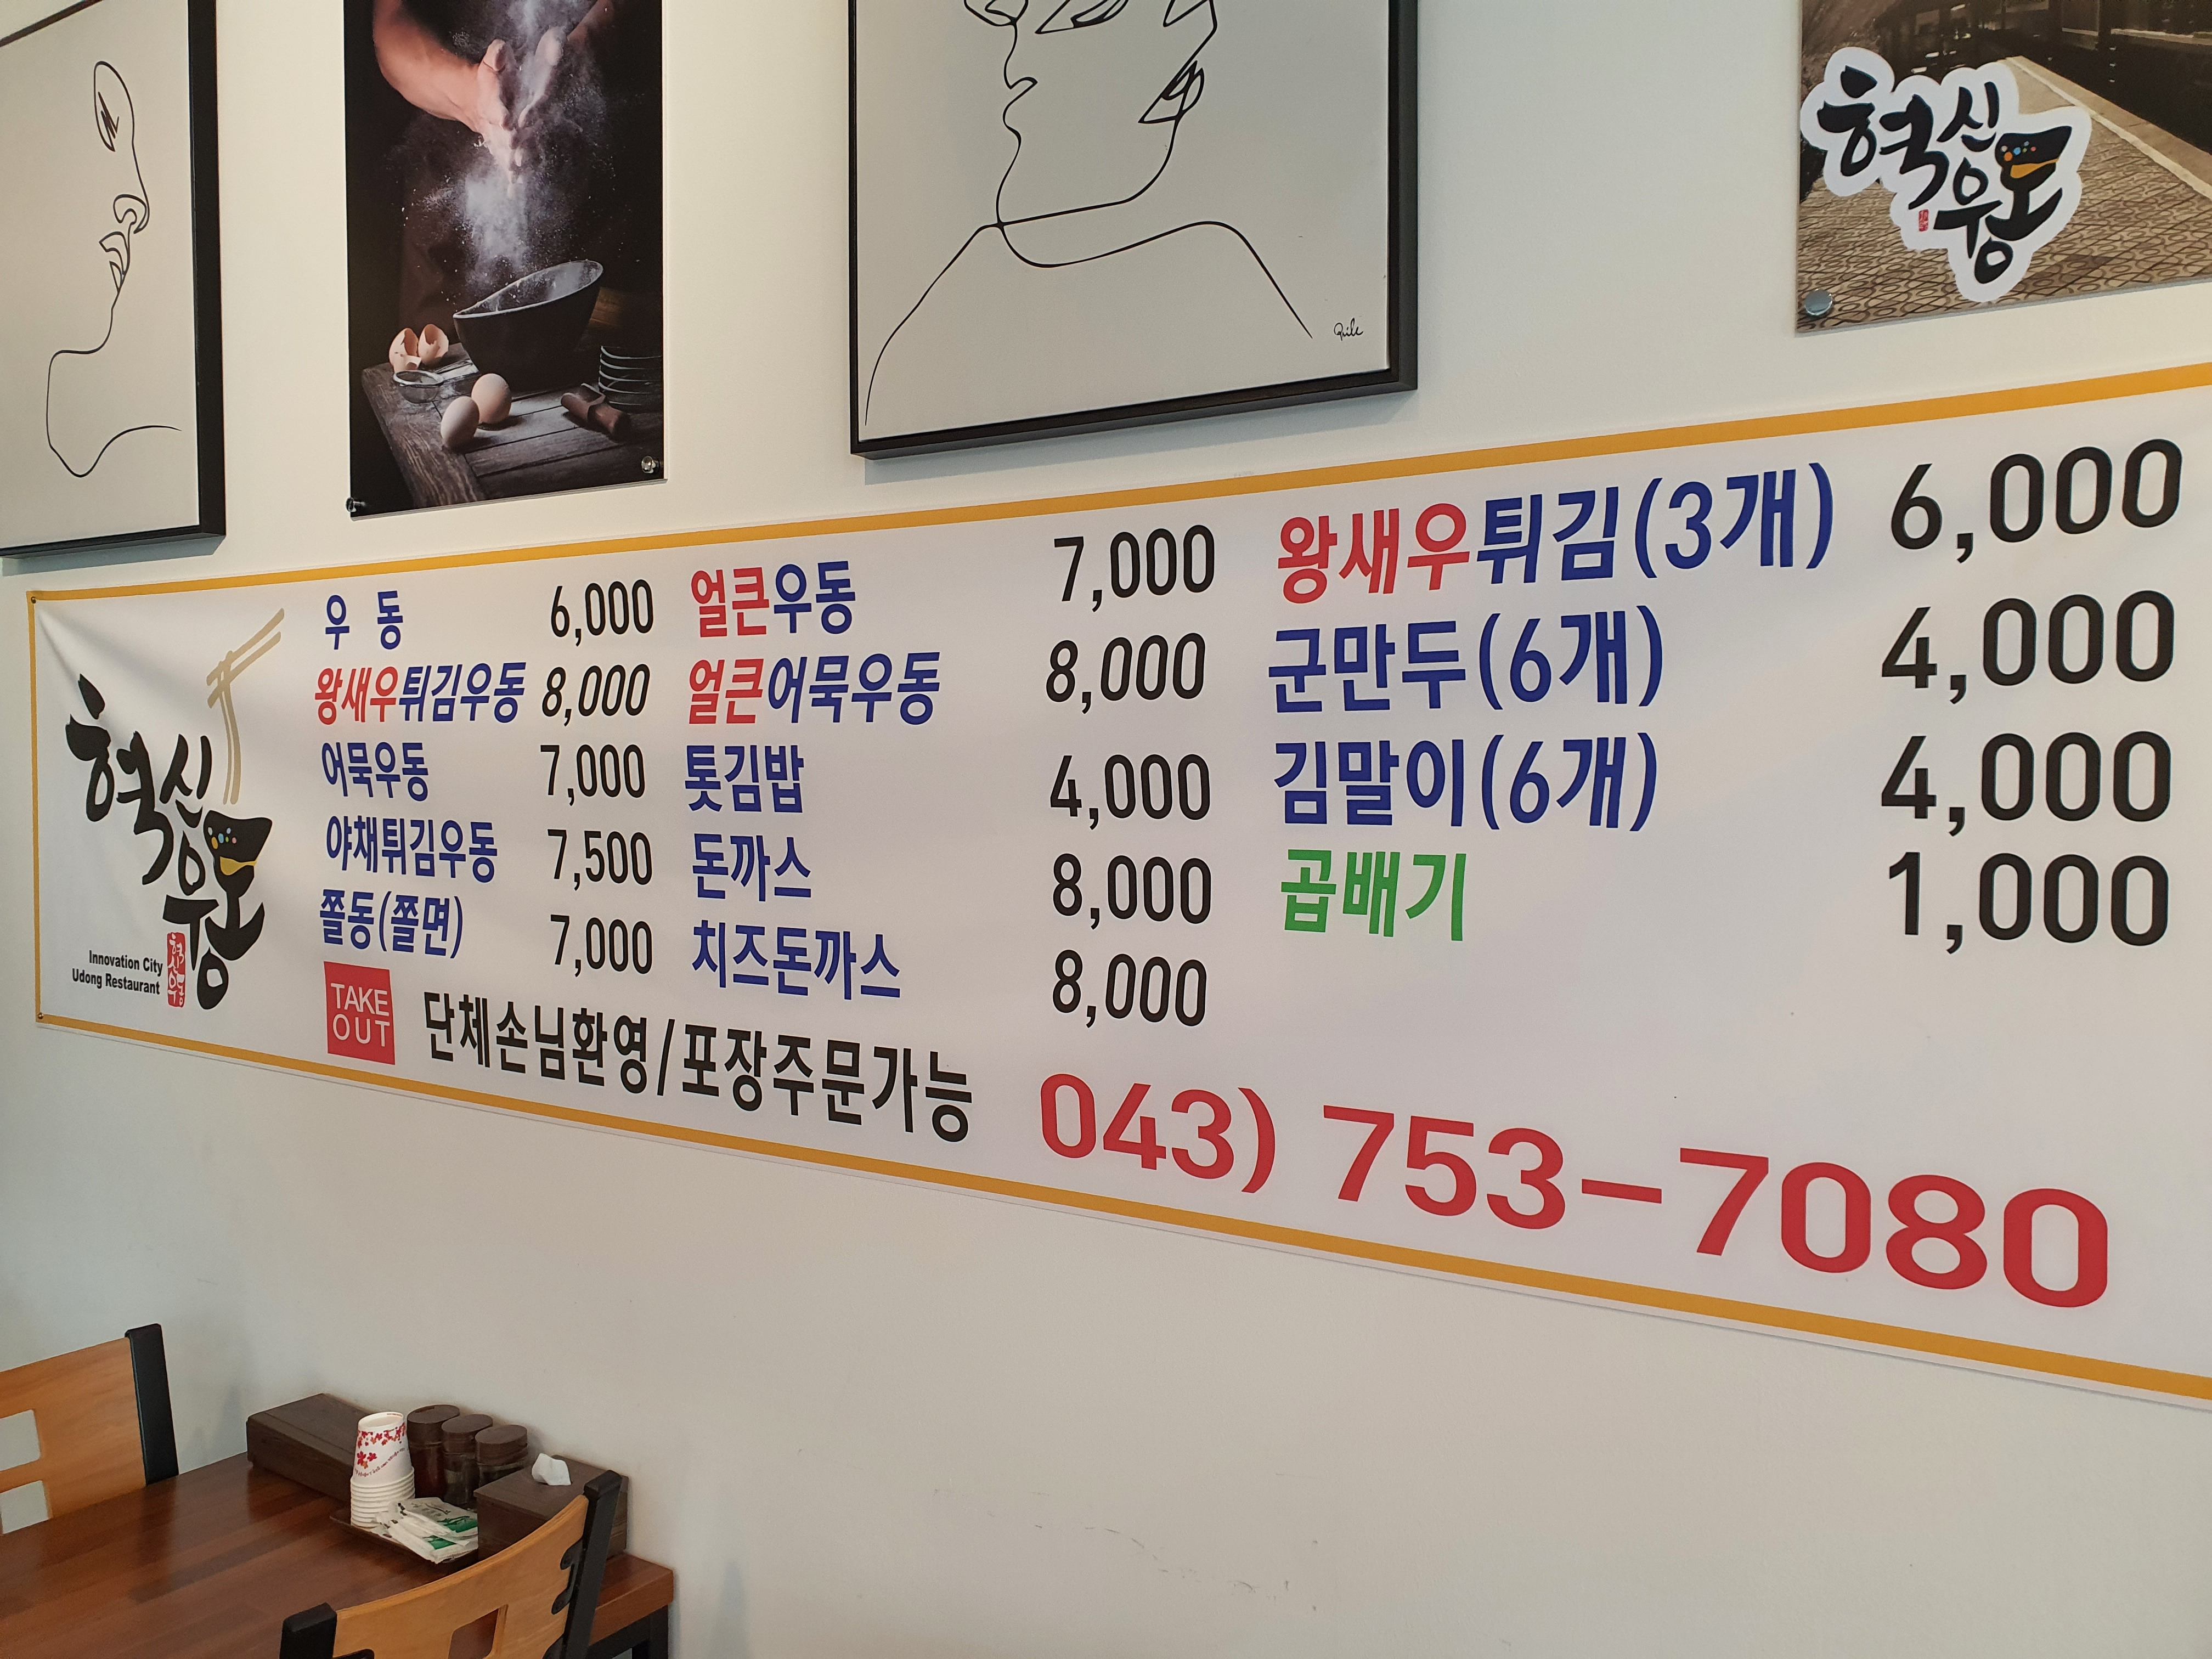 Quile
혁신
우동
혁신
우동
Innovation City
Udong Restaurant
우 동 6,000
왕새우튀김우동 8,000
어묵우동 7,000
야채튀김우동 7,500
쫄동(쫄면) 7,000
얼큰우동 7,000
얼큰어묵우동 8,000
톳김밥 4,000
돈까스 8,000
치즈돈까스 8,000
왕새우튀김(3개) 6,000
군만두(6개) 4,000
김말이(6개) 4,000
곱배기 1,000
TAKE
OUT
단체손님환영/포장주문가능
043) 753-7080